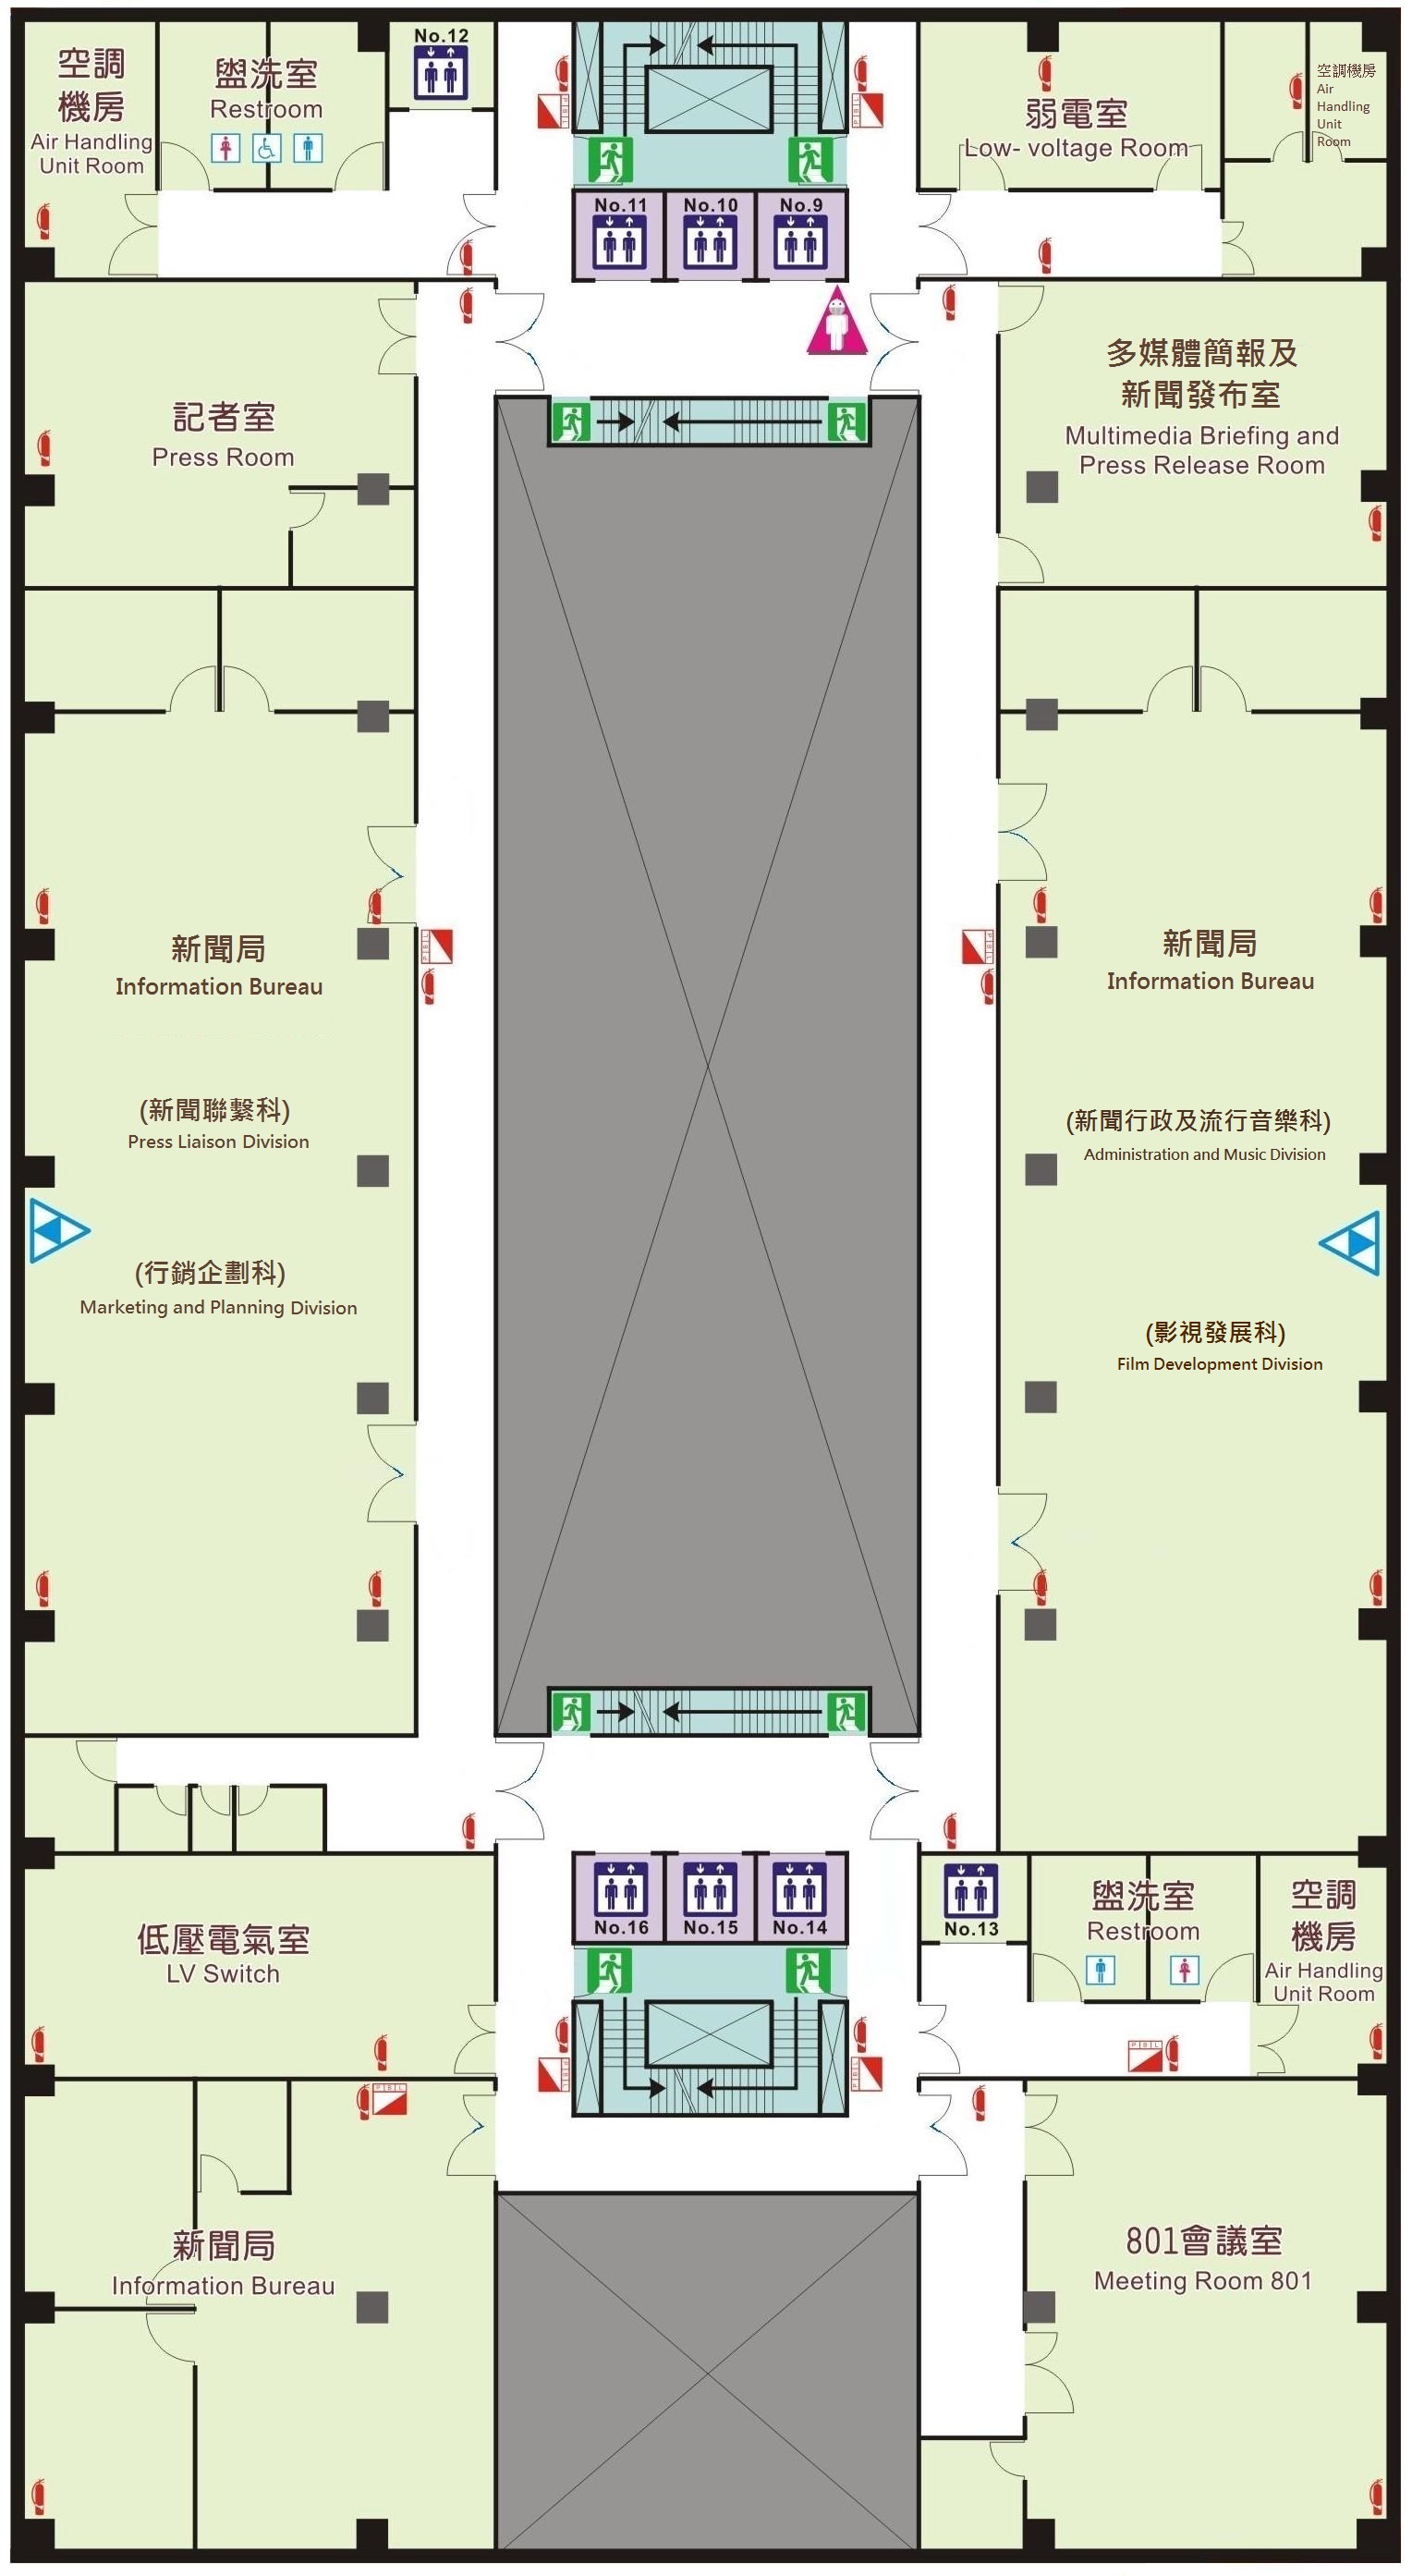 空調
機房
Air Handling
Unit Room
盥洗室
Restroom
No.12
弱電室
Low- voltage Room
空調機房
Air
Handling
Unit
Room
No.11
No.10
No.9
記者室
Press Room
多媒體簡報及
新聞發布室
Multimedia Briefing and
Press Release Room
新聞局
Information Bureau
(新聞聯繫科)
Press Liaison Division
(行銷企劃科)
Marketing and Planning Division
新聞局
Information Bureau
(新聞行政及流行音樂科)
Administration and Music Division
(影視發展科)
Film Development Division
No.16
No.15
No.14
No.13
低壓電氣室
LV Switch
盥洗室
Restroom
空調
機房
Air Handling
Unit Room
新聞局
Information Bureau
801會議室
Meeting Room 801